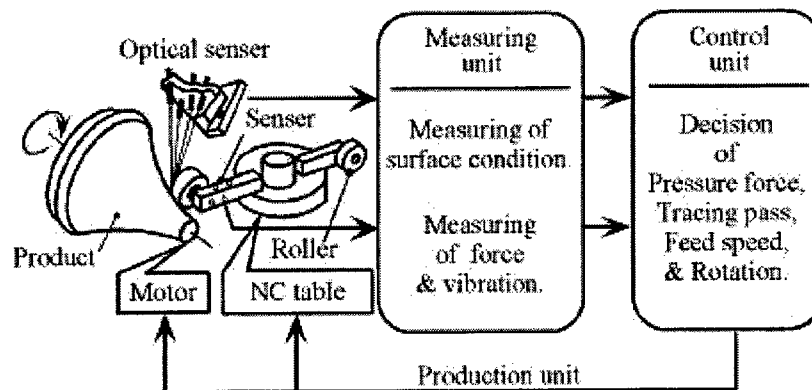 Optical senser
Senser
Product
Roller
Motor
NC table
Measuring
unit
Measuring of
surface condition.
Measuring
of force
& vibration.
Control
unit
Decision
of
Pressure force,
Tracing pass,
Feed speed,
& Rotation.
Production unit